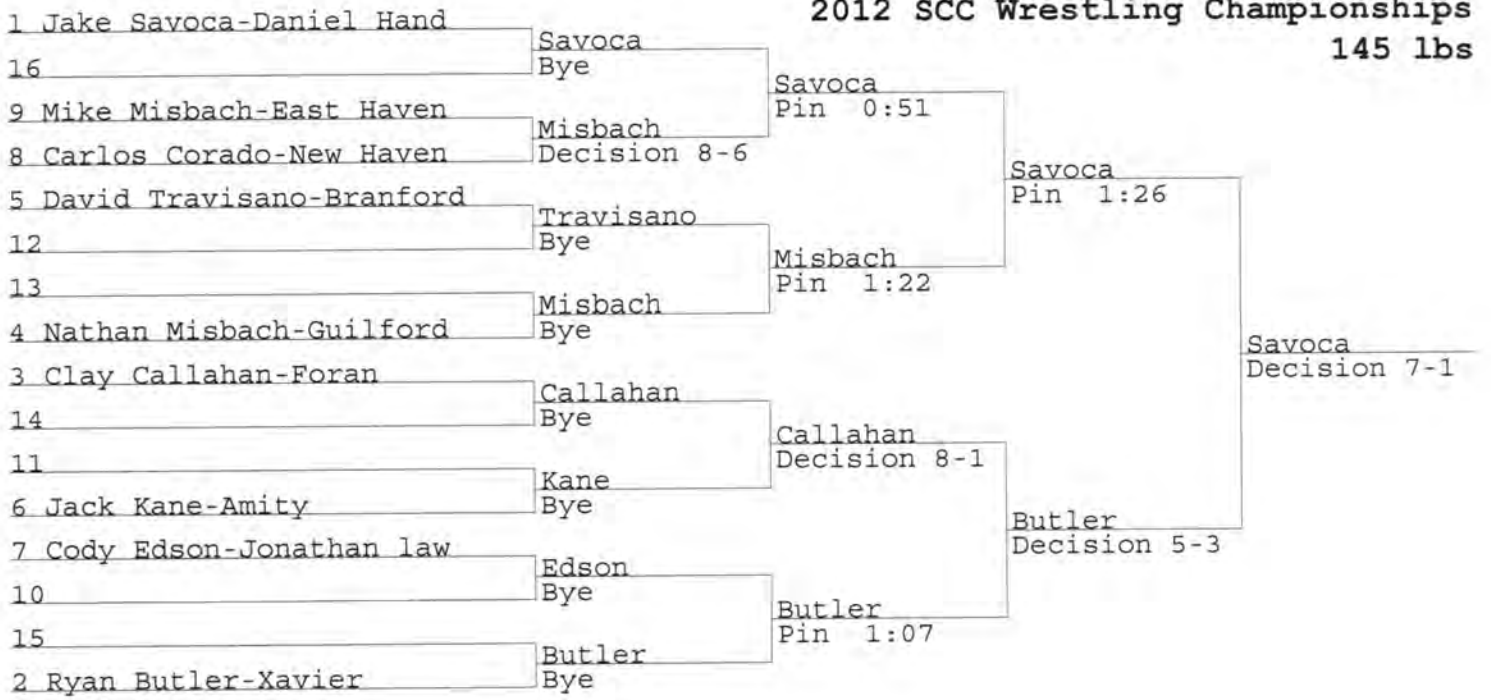 2012 SCC Wrestling Championships
145 lbs
1 Jake Savoca-Daniel Hand
16
9 Mike Misbach-East Haven
8 Carlos Corado-New Haven
5 David Travisano-Branford
12
13
4 Nathan Misbach-Guilford
3 Clay Callahan-Foran
14
11
6 Jack Kane-Amity
7 Cody Edson-Jonathan law
10
15
2 Ryan Butler-Xavier
Savoca
Bye
Misbach
Decision 8-6
Travisano
Bye
Misbach
Bye
Callahan
Bye
Kane
Bye
Edson
Bye
Butler
Bye
Savoca
Pin 0:51
Misbach
Pin 1:22
Callahan
Decision 8-1
Butler
Pin 1:07
Savoca
Pin 1:26
Butler
Decision 5-3
Savoca
Decision 7-1